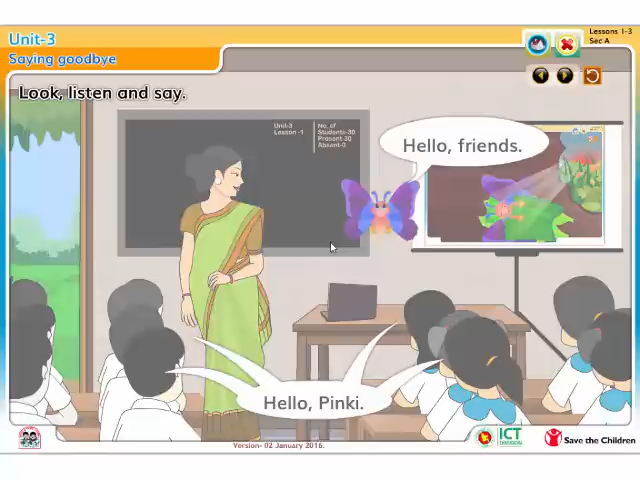 Unit-3
Lessons 1-3
Sec A
Saying goodbye
Look, listen and say.
Unit-3
Lesson -1
No. of
Students-30
Present-30
Absent-0
Hello, friends.
Hello, Pinki.
Version- 02 January 2016.
ICT
Save the Children